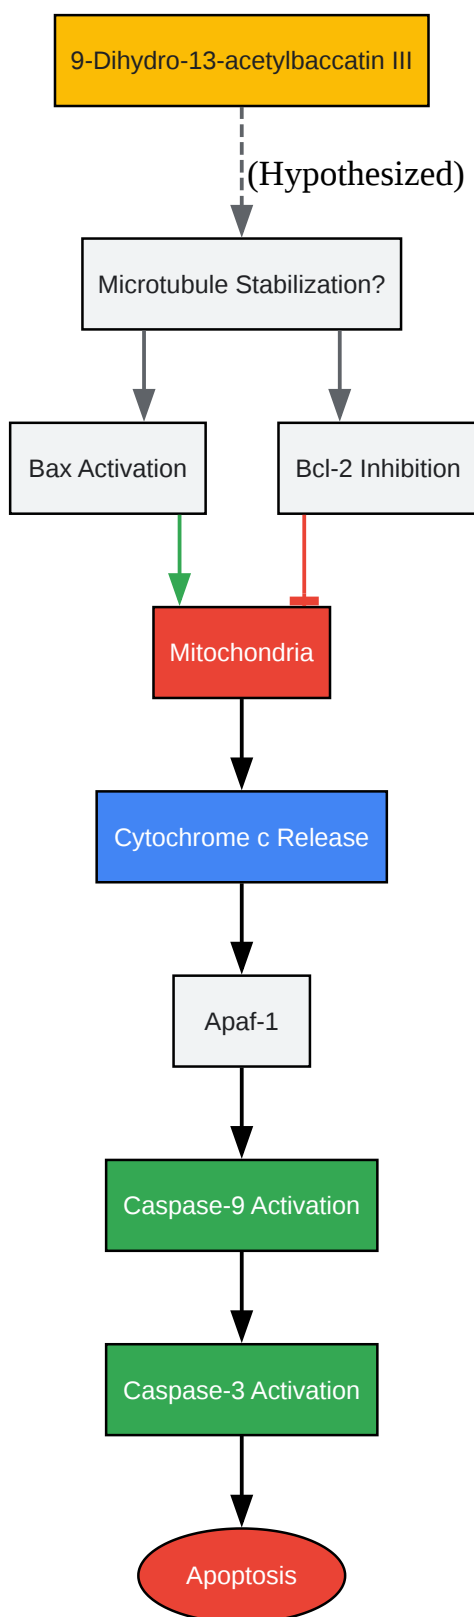 9-Dihydro-13-acetylbaccatin III
(Hypothesized)
Microtubule Stabilization?
Bax Activation
Bcl-2 Inhibition
Mitochondria
Cytochrome c Release
Apaf-1
Caspase-9 Activation
Caspase-3 Activation
Apoptosis